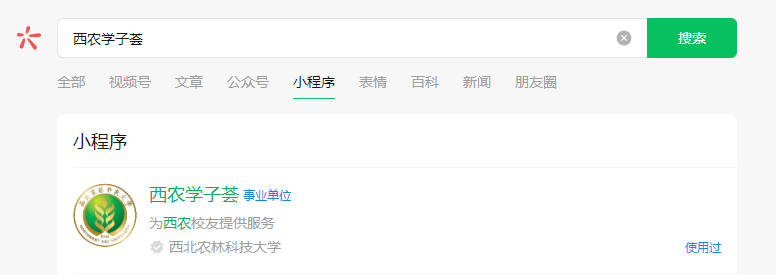 西农学子荟
搜索
全部 视频号 文章 公众号 小程序 表情 百科 新闻 朋友圈
小程序
西农学子荟 事业单位
为西农校友提供服务
西北农林科技大学
使用过